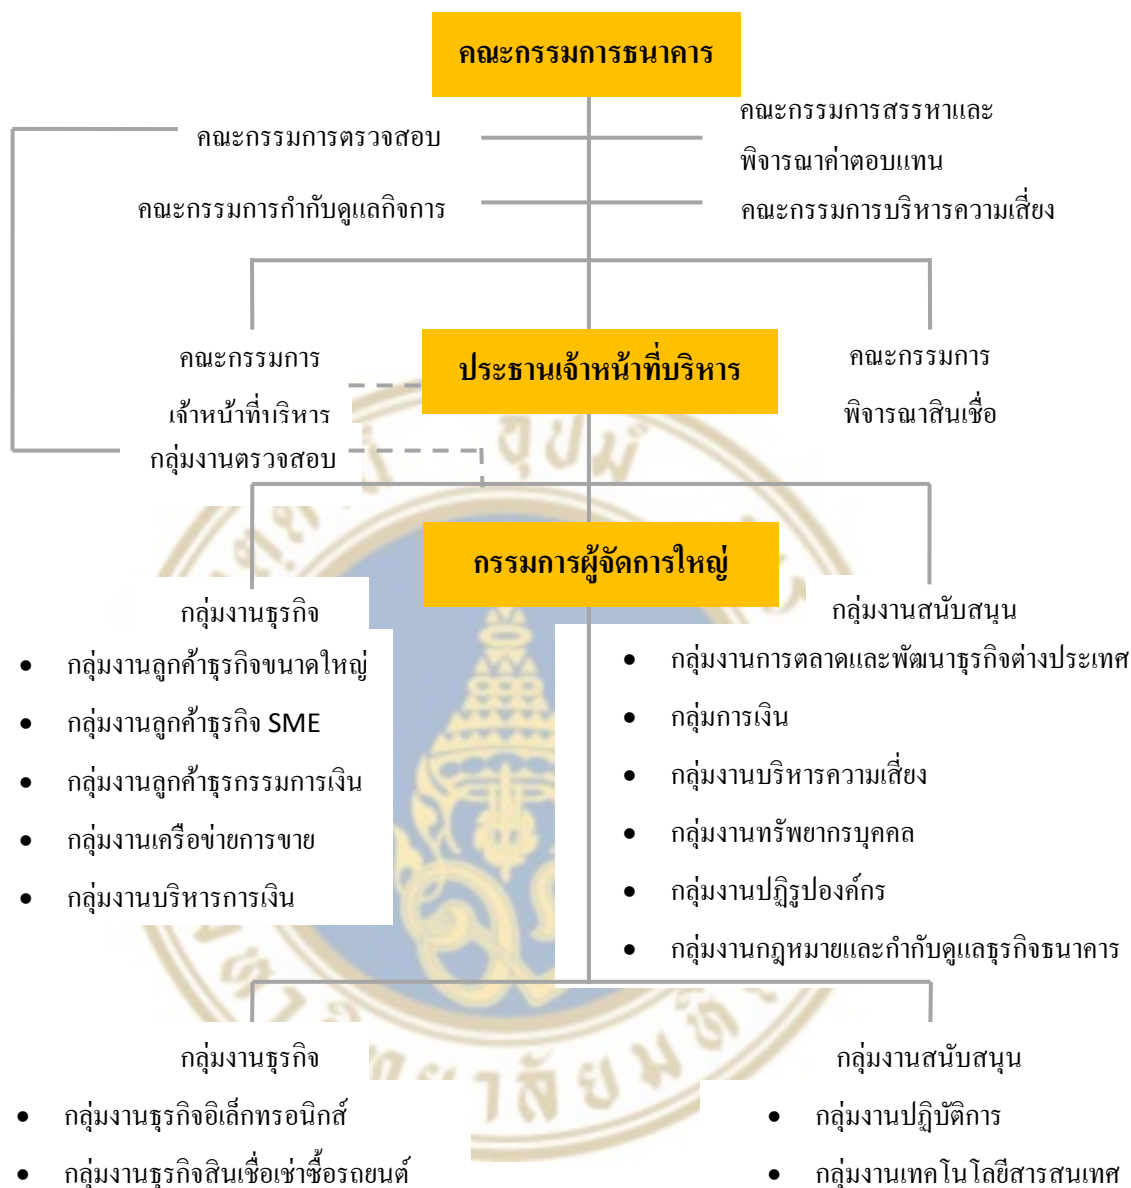 คณะกรรมการธนาคาร
คณะกรรมการตรวจสอบ
คณะกรรมการสรรหาและ
พิจารณาค่าตอบแทน
คณะกรรมการกำกับดูแลกิจการ
คณะกรรมการบริหารความเสี่ยง
คณะกรรมการ
เจ้าหน้าที่บริหาร
ประธานเจ้าหน้าที่บริหาร
คณะกรรมการ
พิจารณาสินเชื่อ
กลุ่มงานตรวจสอบ
กรรมการผู้จัดการใหญ่
กลุ่มงานธุรกิจ
• กลุ่มงานลูกค้าธุรกิจขนาดใหญ่
• กลุ่มงานลูกค้าธุรกิจ SME
• กลุ่มงานลูกค้าธุรกรรมการเงิน
• กลุ่มงานเครือข่ายการขาย
• กลุ่มงานบริหารการเงิน
กลุ่มงานสนับสนุน
• กลุ่มงานการตลาดและพัฒนาธุรกิจต่างประเทศ
• กลุ่มการเงิน
• กลุ่มงานบริหารความเสี่ยง
• กลุ่มงานทรัพยากรบุคคล
• กลุ่มงานปฏิรูปองค์กร
• กลุ่มงานกฎหมายและกำกับดูแลธุรกิจธนาคาร
กลุ่มงานธุรกิจ
• กลุ่มงานธุรกิจอิเล็กทรอนิกส์
• กลุ่มงานธุรกิจสินเชื่อเช่าซื้อรถยนต์
กลุ่มงานสนับสนุน
• กลุ่มงานปฏิบัติการ
• กลุ่มงานเทคโนโลยีสารสนเทศ